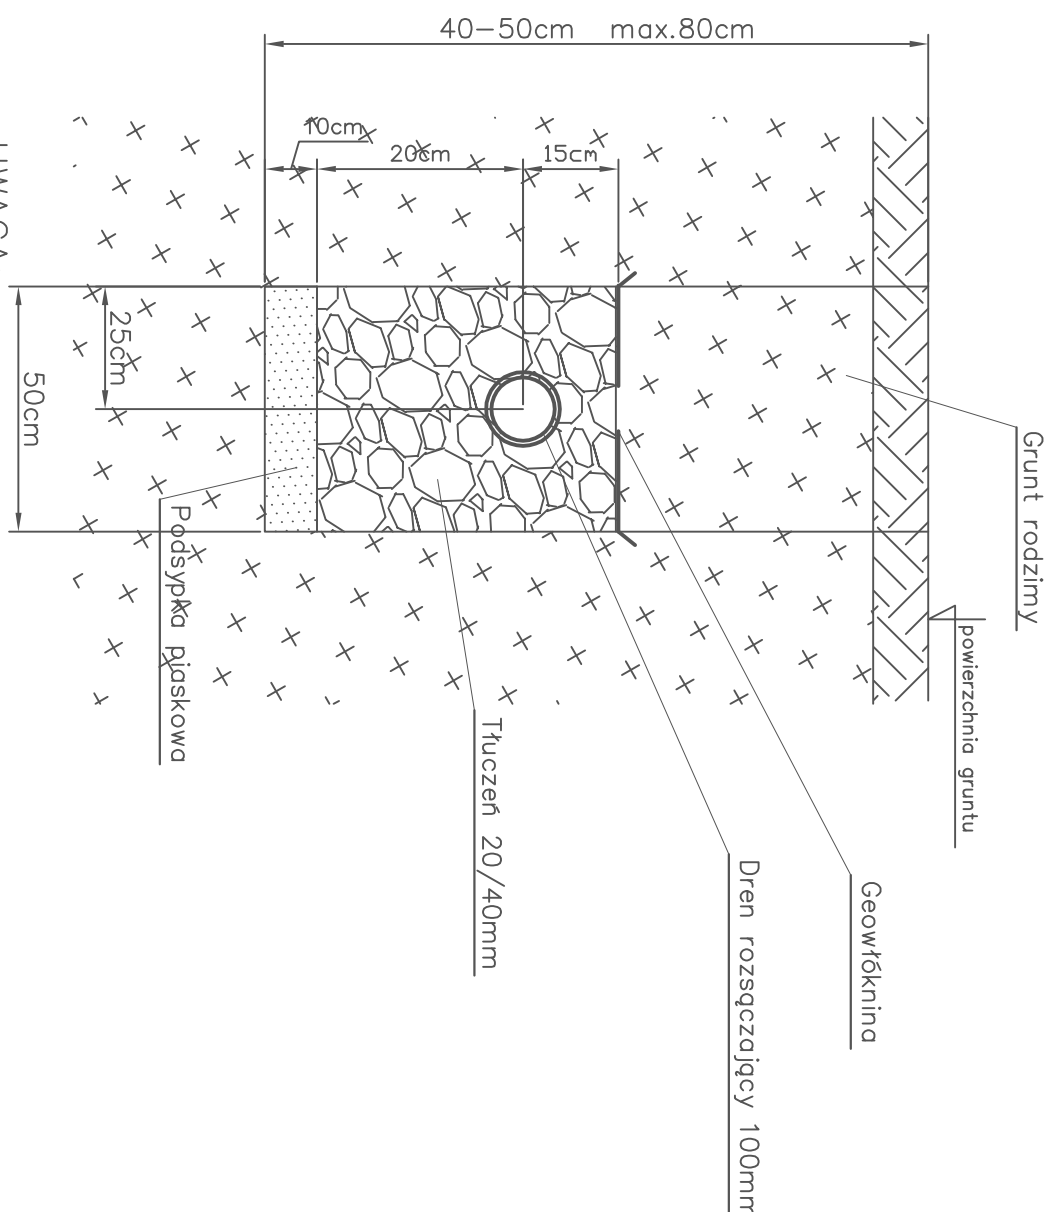 40-50cm max.80cm
10cm
20cm
15cm
25cm
50cm
Grunt rodzimy
powierzchnia gruntu
Geowłóknina
Dren rozsączający 100mm
Tłuczeń 20/40mm
Podsypka piaskowa